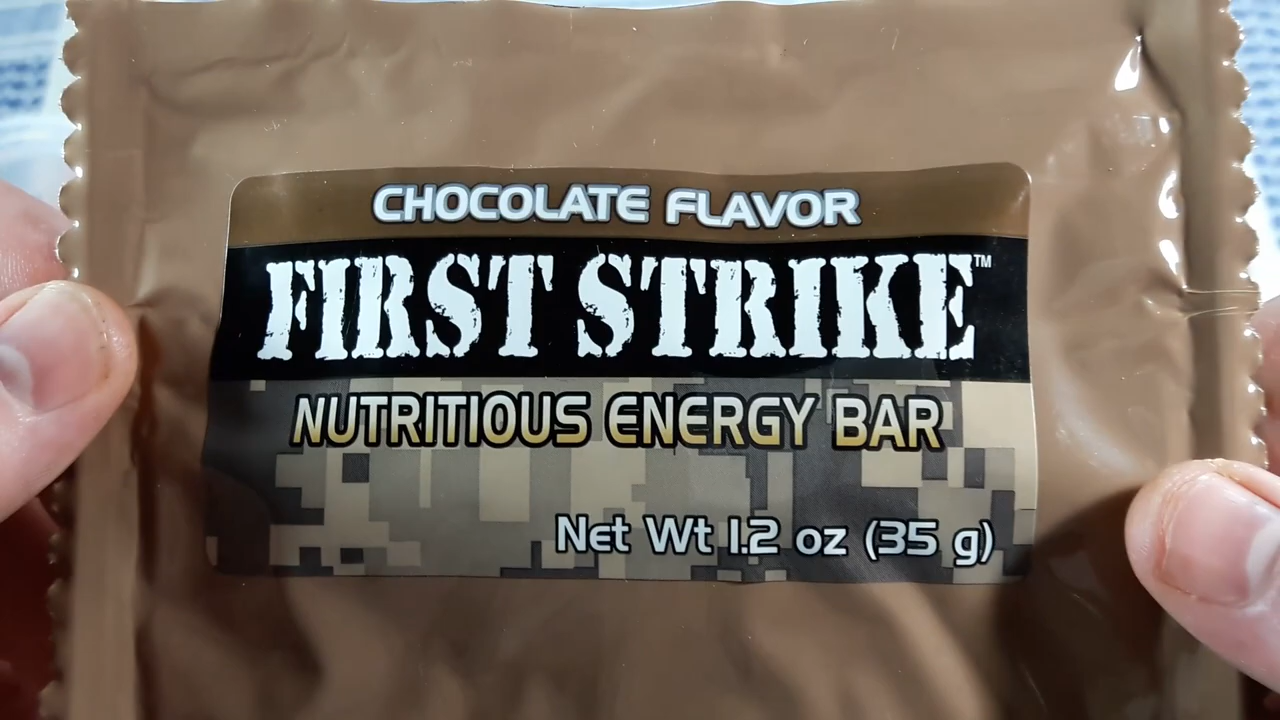 CHOCOLATE FLAVOR
FIRST STRIKE™
NUTRITIOUS ENERGY BAR
Net Wt 1.2 oz (35 g)